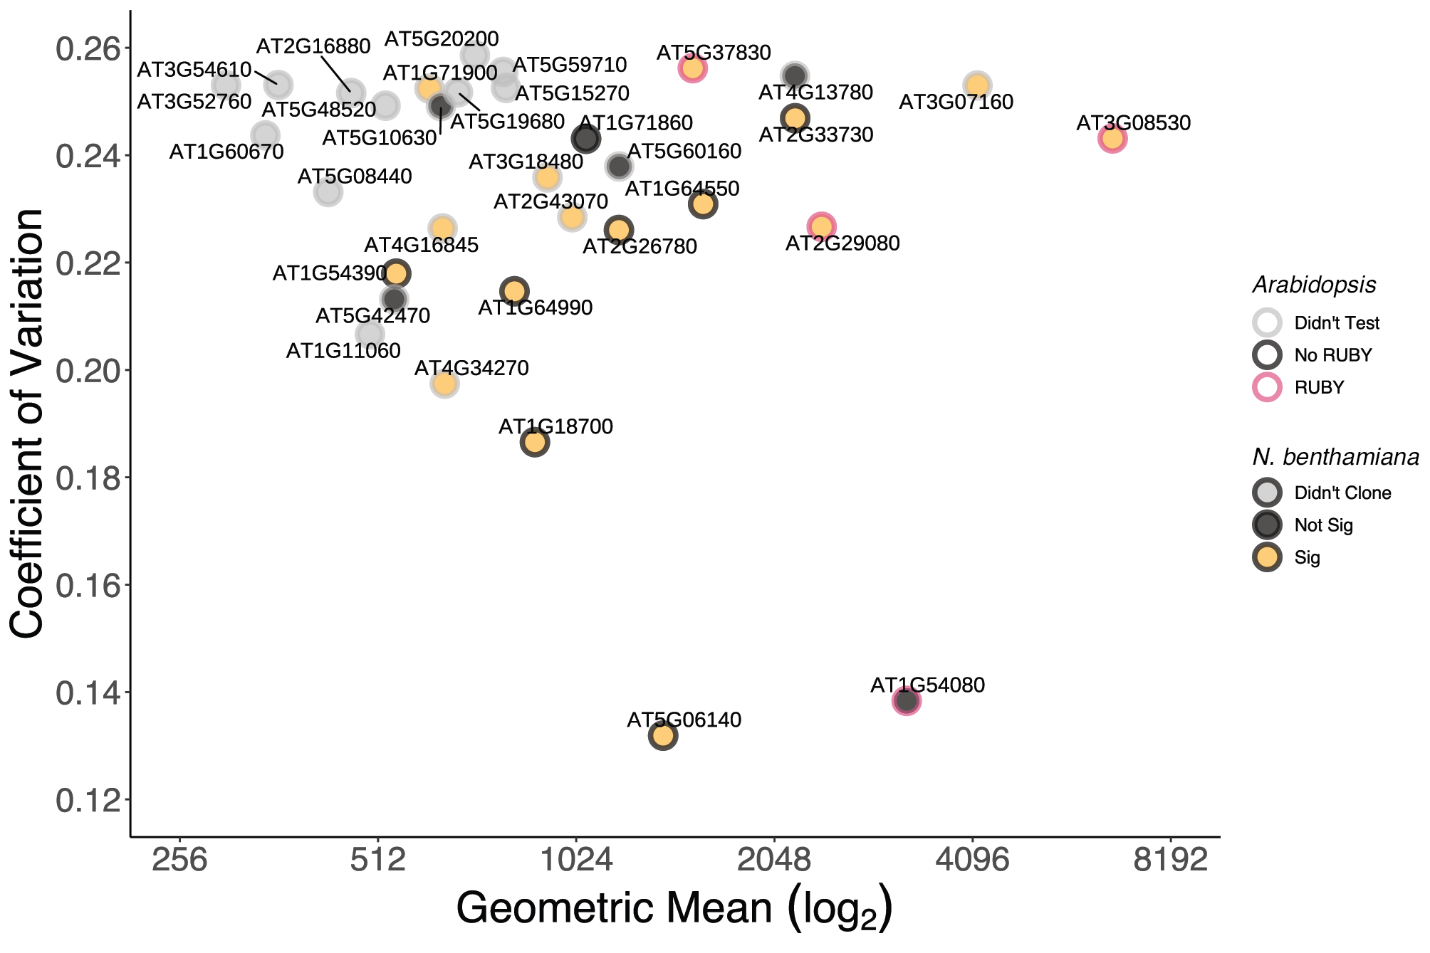 0.26
0.24
0.22
0.20
0.18
0.16
0.14
0.12
Coefficient of Variation
AT5G20200
AT2G16880
AT5G37830
AT5G59710
AT3G54610
AT1G71900
AT4G13780
AT5G15270
AT3G52760
AT3G07160
AT5G48520
AT5G19680
AT1G71860
AT3G08530
AT5G10630
AT2G33730
AT1G60670
AT5G60160
AT3G18480
AT5G08440
AT1G64550
AT2G43070
AT4G16845
AT2G26780
AT2G29080
AT1G54390
AT1G64990
AT5G42470
AT1G11060
AT4G34270
AT1G18700
AT1G54080
AT5G06140
256 512 1024 2048 4096 8192
Geometric Mean (log2)
Arabidopsis
Didn't Test
No RUBY
RUBY
N. benthamiana
Didn't Clone
Not Sig
Sig